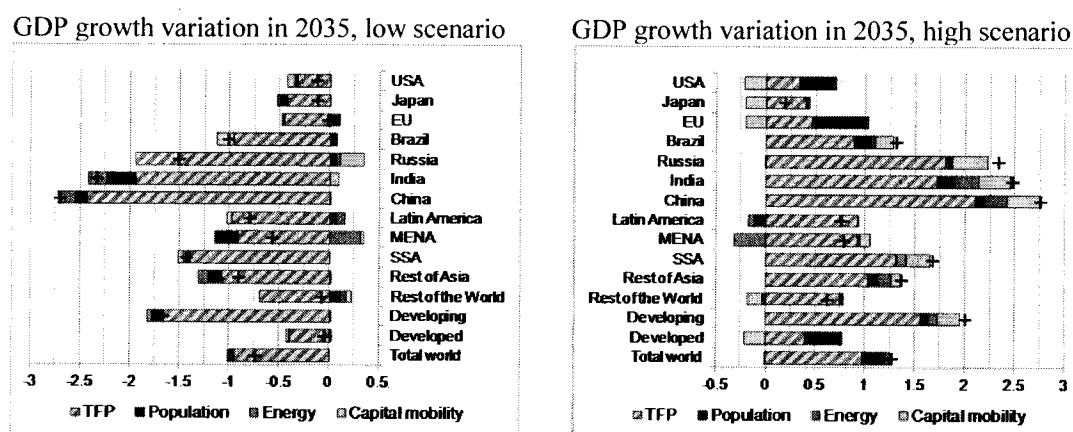 GDP growth variation in 2035, low scenario
USA
Japan
EU
Brazil
Russia
India
China
Latin America
MENA
SSA
Rest of Asia
Rest of the World
Developing
Developed
Total world
-3 -2.5 -2 -1.5 -1 -0.5 0 0.5
TFP Population Energy Capital mobility
GDP growth variation in 2035, high scenario
USA
Japan
EU
Brazil
Russia
India
China
Latin America
MENA
SSA
Rest of Asia
Rest of the World
Developing
Developed
Total world
-0.5 0 0.5 1 1.5 2 2.5 3
TFP Population Energy Capital mobility